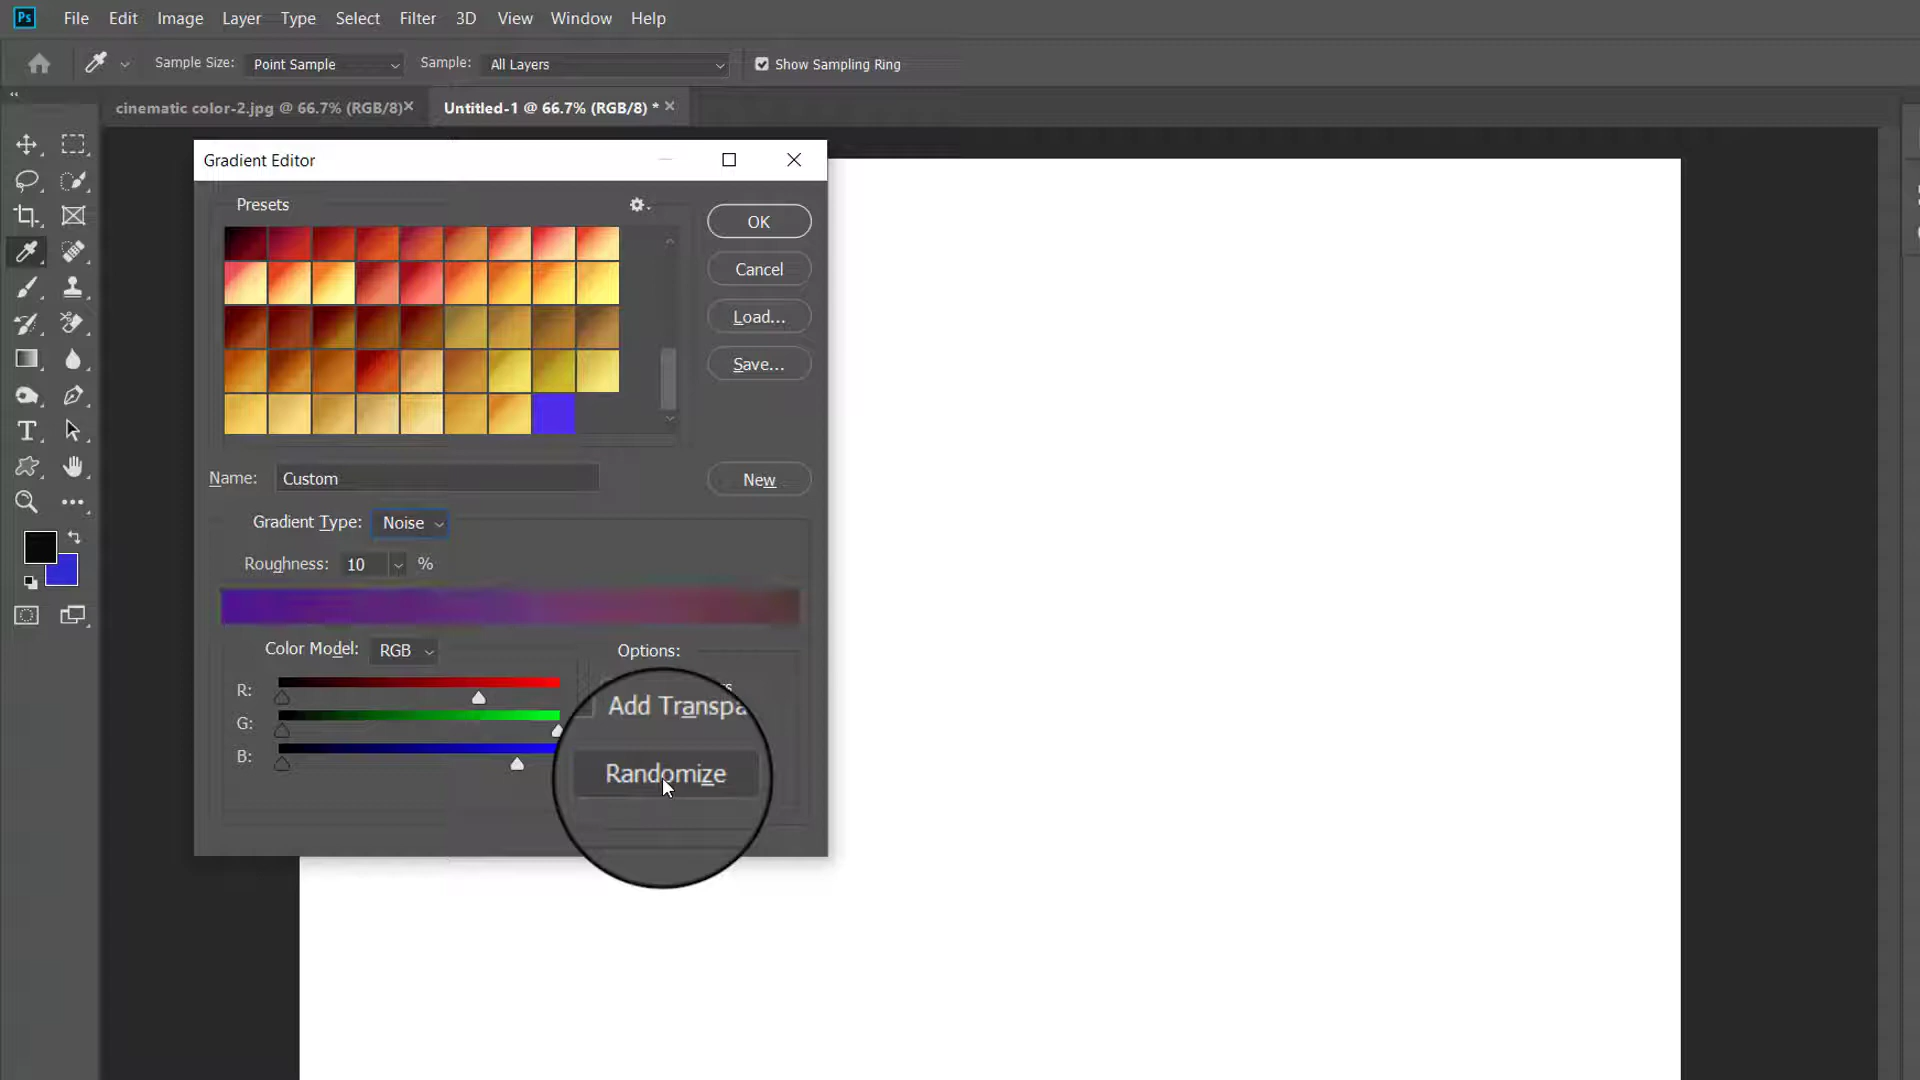 Ps File Edit Image Layer Type Select Filter 3D View Window Help
Sample Size: Point Sample Sample: All Layers Show Sampling Ring
cinematic color-2.jpg @ 66.7% (RGB/8) Untitled-1 @ 66.7% (RGB/8) *
Gradient Editor
Presets
OK
Cancel
Load...
Save...
Name: Custom
New
Gradient Type: Noise
Roughness: 10 %
Color Model: RGB
Options:
R:
G:
B:
Add Transpa
Randomize